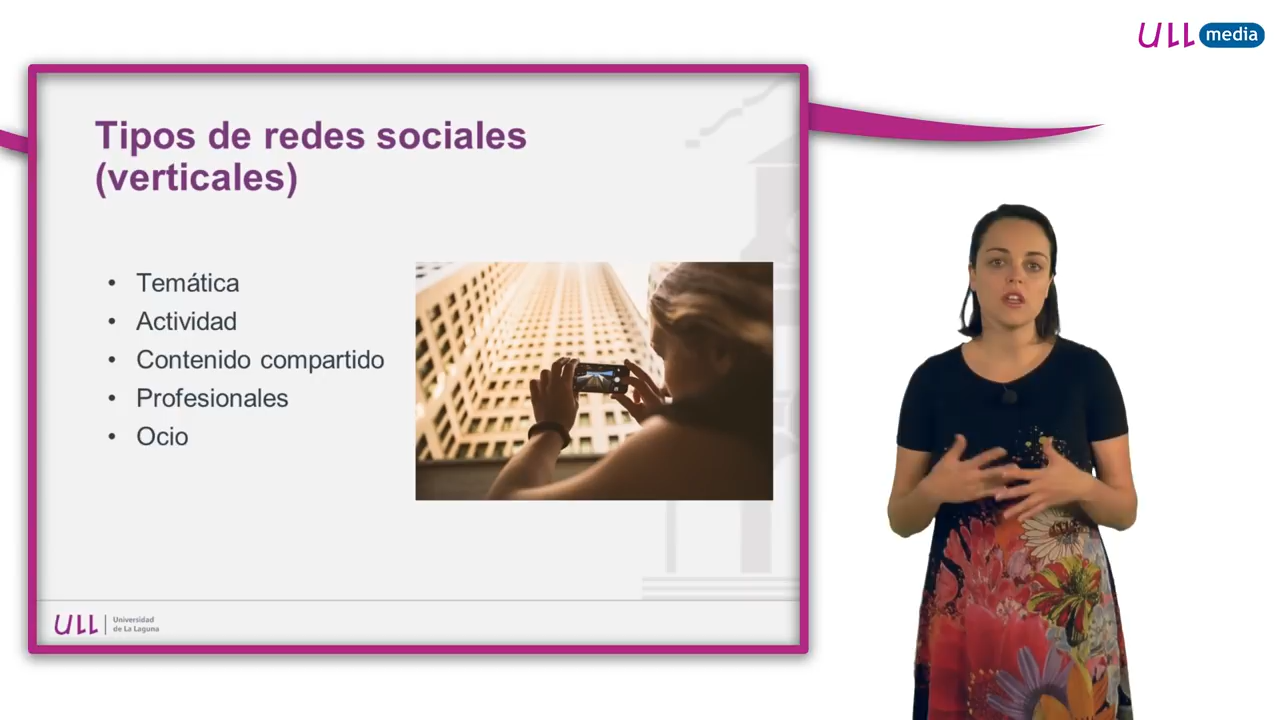 ULL media
Tipos de redes sociales
(verticales)
• Temática
• Actividad
• Contenido compartido
• Profesionales
• Ocio
ULL
Universidad
de La Laguna